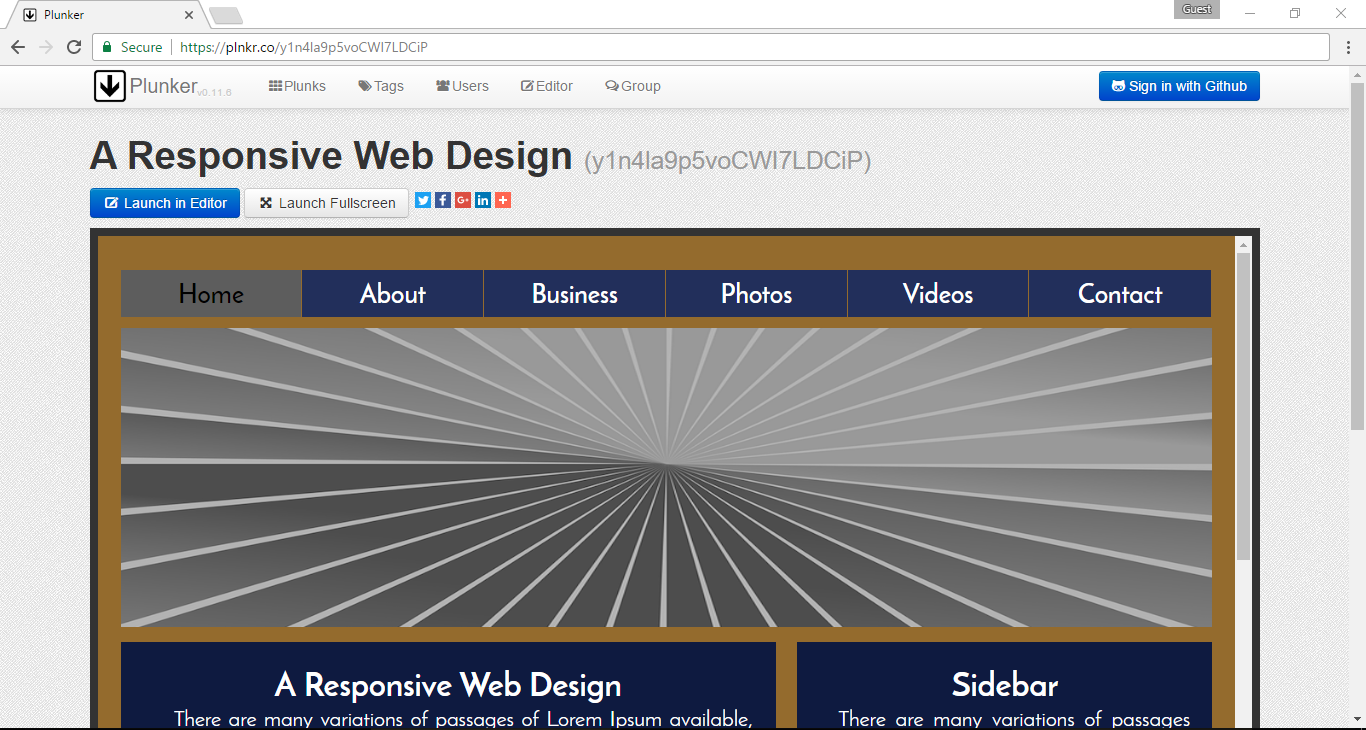 Plunker
Guest
Secure https://plnkr.co/y1n4la9p5voCWI7LDCiP
Plunker v0.11.8 Plunks Tags Users Editor Group Sign in with Github
A Responsive Web Design (y1n4la9p5voCWI7LDCiP)
Launch in Editor Launch Fullscreen
Home About Business Photos Videos Contact
A Responsive Web Design
There are many variations of passages of Lorem Ipsum available,
Sidebar
There are many variations of passages